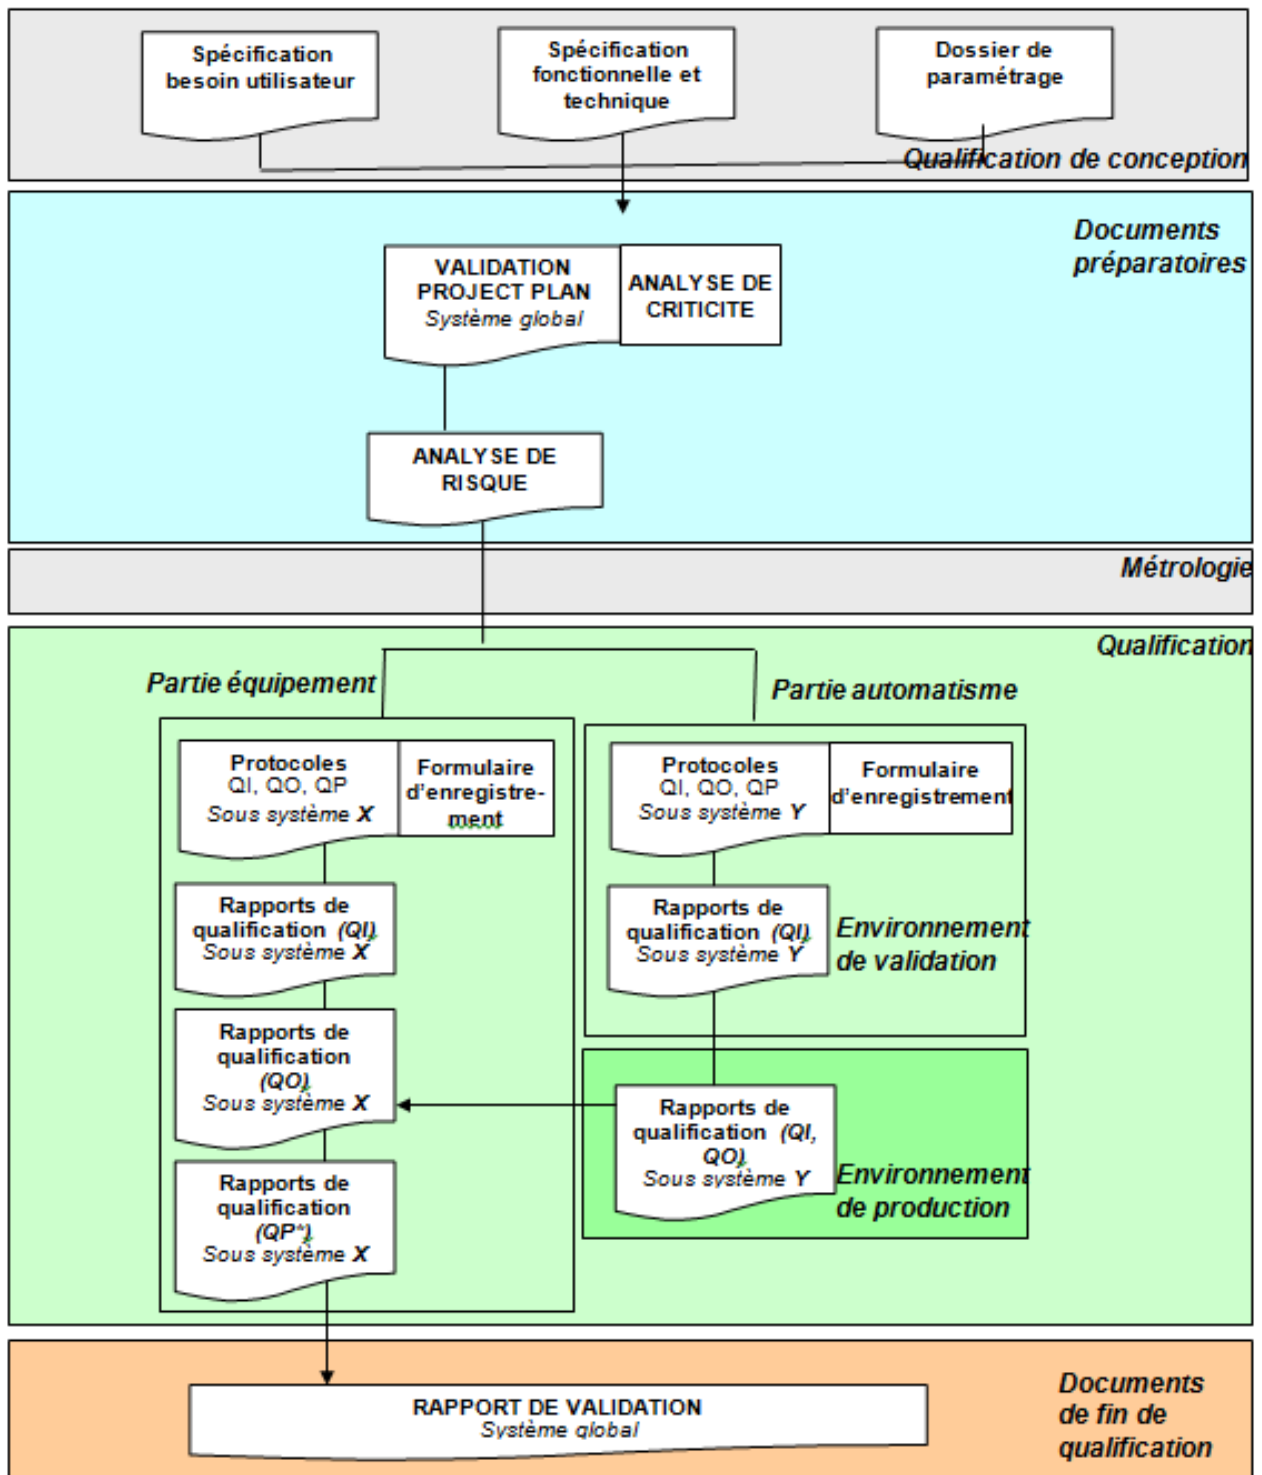 Spécification
besoin utilisateur
Spécification
fonctionnelle et
technique
Dossier de
paramétrage
Qualification de conception
Documents
préparatoires
VALIDATION
PROJECT PLAN
Système global
ANALYSE DE
CRITICITE
ANALYSE DE
RISQUE
Métrologie
Qualification
Partie équipement
Partie automatisme
Protocoles
QI, QO, QP
Sous système X
Formulaire
d'enregistre-
ment
Protocoles
QI, QO, QP
Sous système Y
Formulaire
d'enregistrement
Rapports de
qualification (QI)
Sous système X
Rapports de
qualification (QI)
Sous système Y
Environnement
de validation
Rapports de
qualification
(QO)
Sous système X
Rapports de
qualification (QI,
QO)
Sous système Y
Environnement
de production
Rapports de
qualification
(QP*)
Sous système X
RAPPORT DE VALIDATION
Système global
Documents
de fin de
qualification